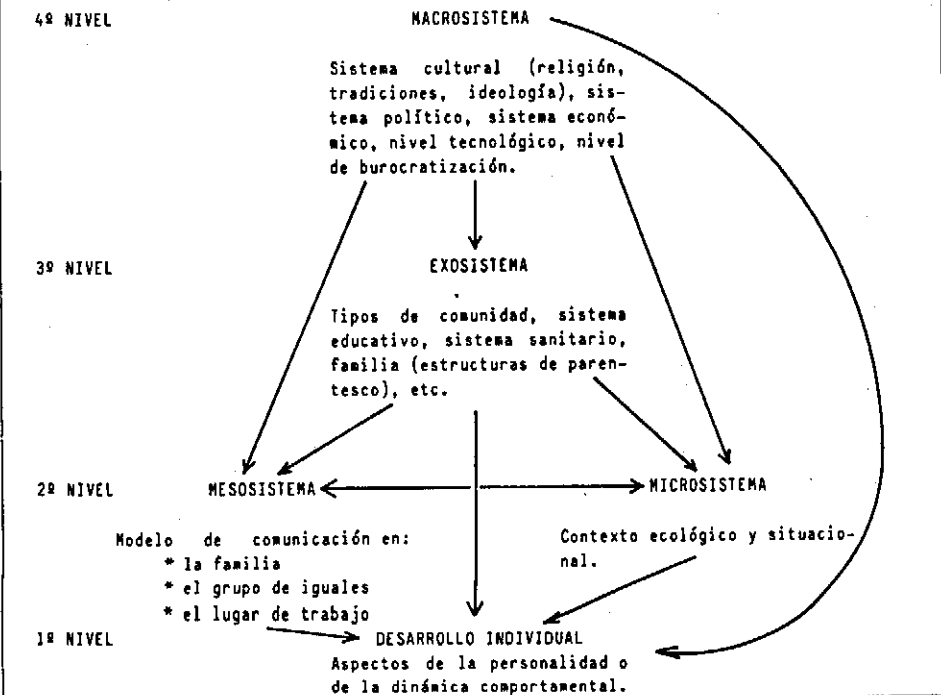 4º NIVEL MACROSISTEMA
Sistema cultural (religión,
tradiciones, ideología), sis-
tema político, sistema econó-
mico, nivel tecnológico, nivel
de burocratización.
3º NIVEL EXOSISTEMA
Tipos de comunidad, sistema
educativo, sistema sanitario,
familia (estructuras de paren-
tesco), etc.
2º NIVEL MESOSISTEMA MICROSISTEMA
Modelo de comunicación en:
* la familia
* el grupo de iguales
* el lugar de trabajo
Contexto ecológico y situacio-
nal.
1º NIVEL DESARROLLO INDIVIDUAL
Aspectos de la personalidad o
de la dinámica comportamental.